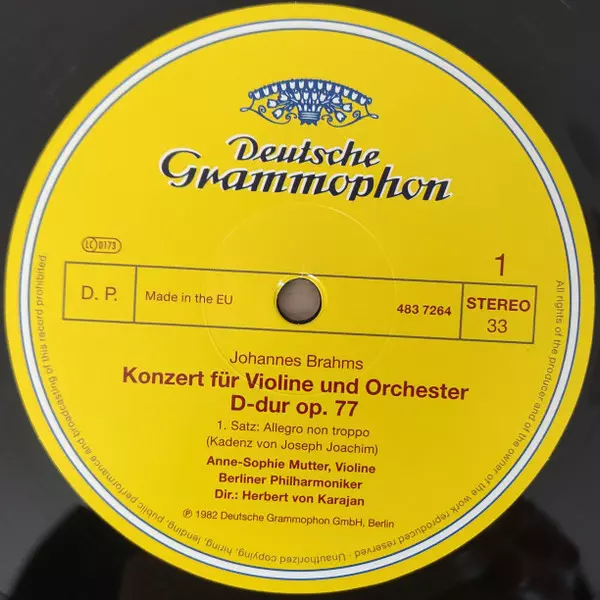 Deutsche
Grammophon
LC 0173
1
D. P.
Made in the EU
483 7264
STEREO
33
Johannes Brahms
Konzert für Violine und Orchester
D-dur op. 77
1. Satz: Allegro non troppo
(Kadenz von Joseph Joachim)
Anne-Sophie Mutter, Violine
Berliner Philharmoniker
Dir.: Herbert von Karajan
℗ 1982 Deutsche Grammophon GmbH, Berlin
All rights of the producer and of the owner of the work reproduced reserved · Unauthorized copying, hiring, lending, public performance and broadcasting of this record prohibited.